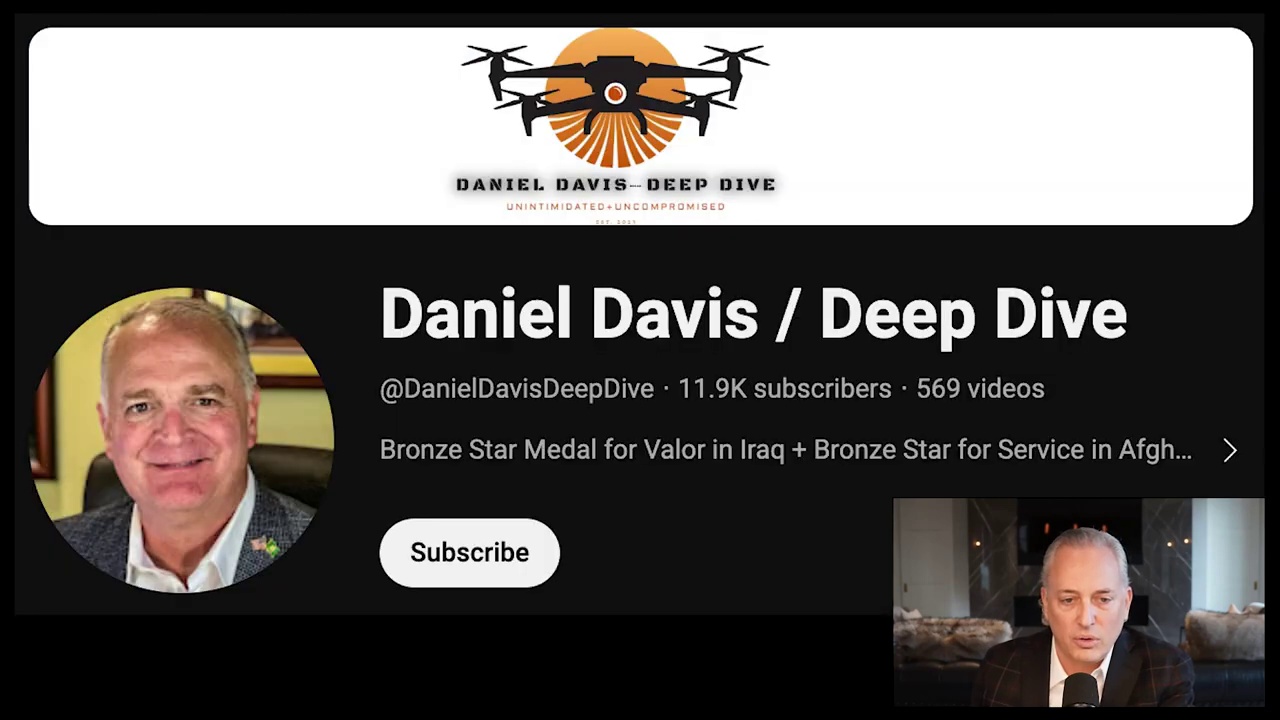 DANIEL DAVIS—DEEP DIVE
UNINTIMIDATED+UNCOMPROMISED
Daniel Davis / Deep Dive
@DanielDavisDeepDive · 11.9K subscribers · 569 videos
Bronze Star Medal for Valor in Iraq + Bronze Star for Service in Afgh...
Subscribe